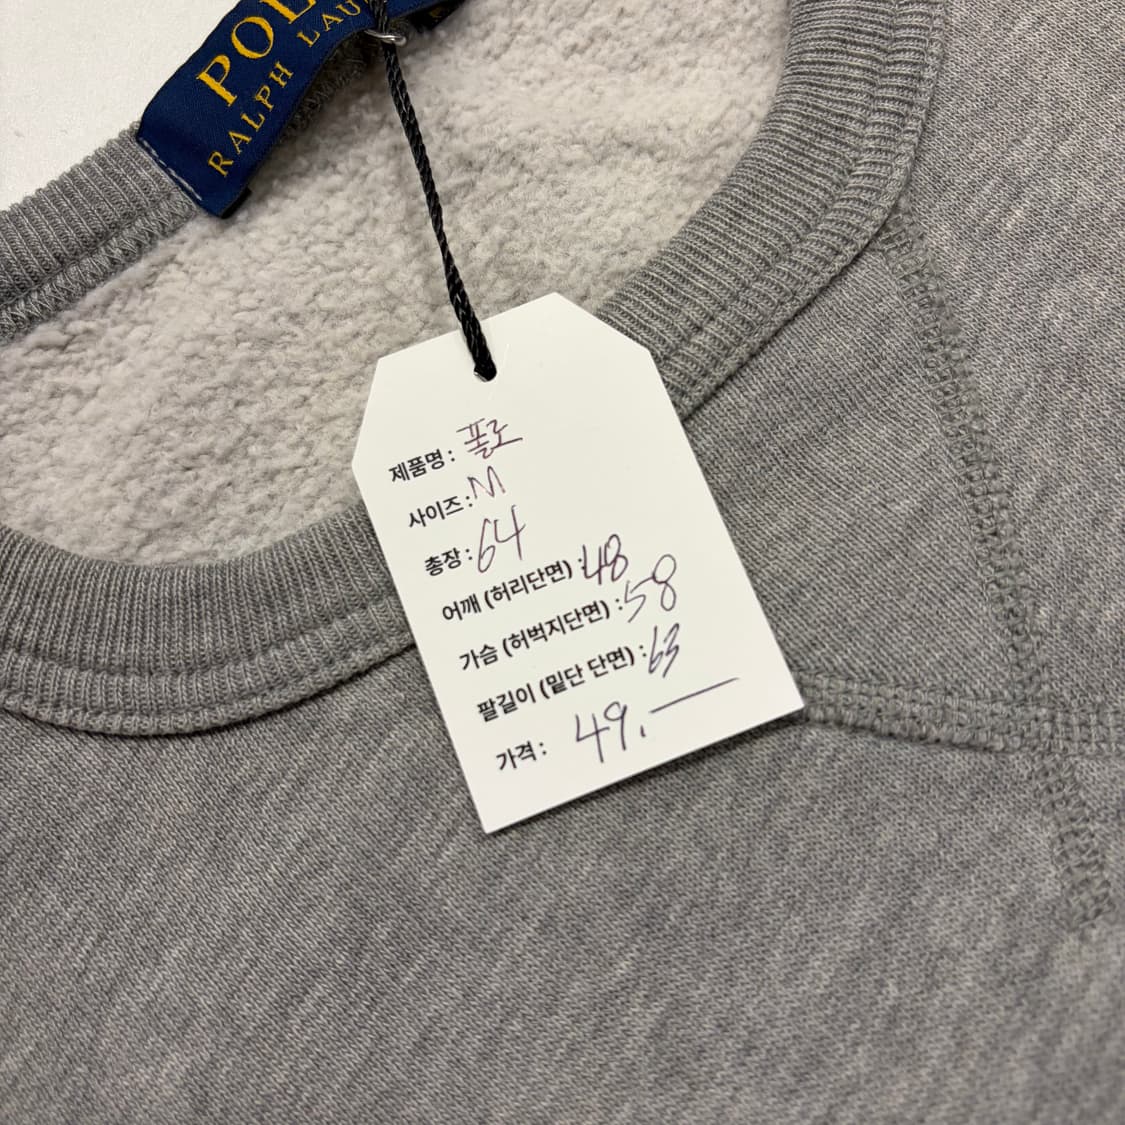 POL
RALPH LAU
제품명 : 폴로
사이즈 : M
총장 : 64
어깨 (허리단면) : 48
가슴 (허벅지단면) : 58
팔길이 (밑단 단면) : 63
가격 : 49.—